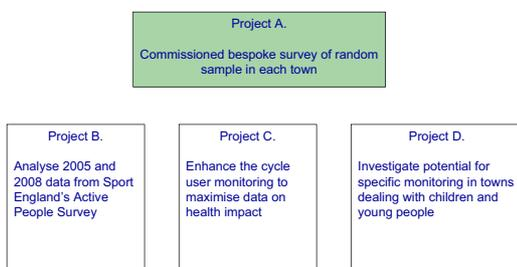 Project A.
Commissioned bespoke survey of random
sample in each town
Project B.
Analyse 2005 and
2008 data from Sport
England's Active
People Survey
Project C.
Enhance the cycle
user monitoring to
maximise data on
health impact
Project D.
Investigate potential for
specific monitoring in towns
dealing with children and
young people